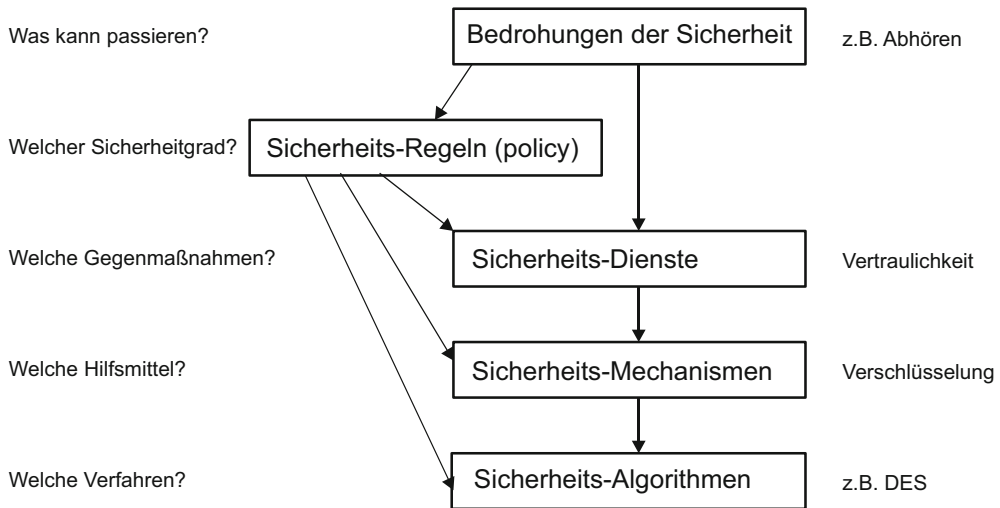 Was kann passieren?
Bedrohungen der Sicherheit
z.B. Abhören
Welcher Sicherheitgrad?
Sicherheits-Regeln (policy)
Welche Gegenmaßnahmen?
Sicherheits-Dienste
Vertraulichkeit
Welche Hilfsmittel?
Sicherheits-Mechanismen
Verschlüsselung
Welche Verfahren?
Sicherheits-Algorithmen
z.B. DES